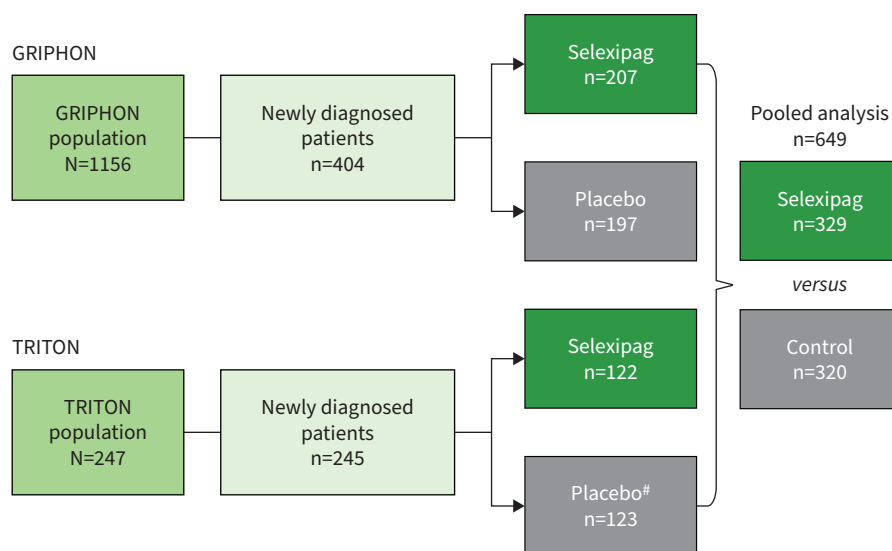 GRIPHON
GRIPHON
population
N=1156
Newly diagnosed
patients
n=404
Selexipag
n=207
Placebo
n=197
TRITON
TRITON
population
N=247
Newly diagnosed
patients
n=245
Selexipag
n=122
Placebo#
n=123
Pooled analysis
n=649
Selexipag
n=329
versus
Control
n=320